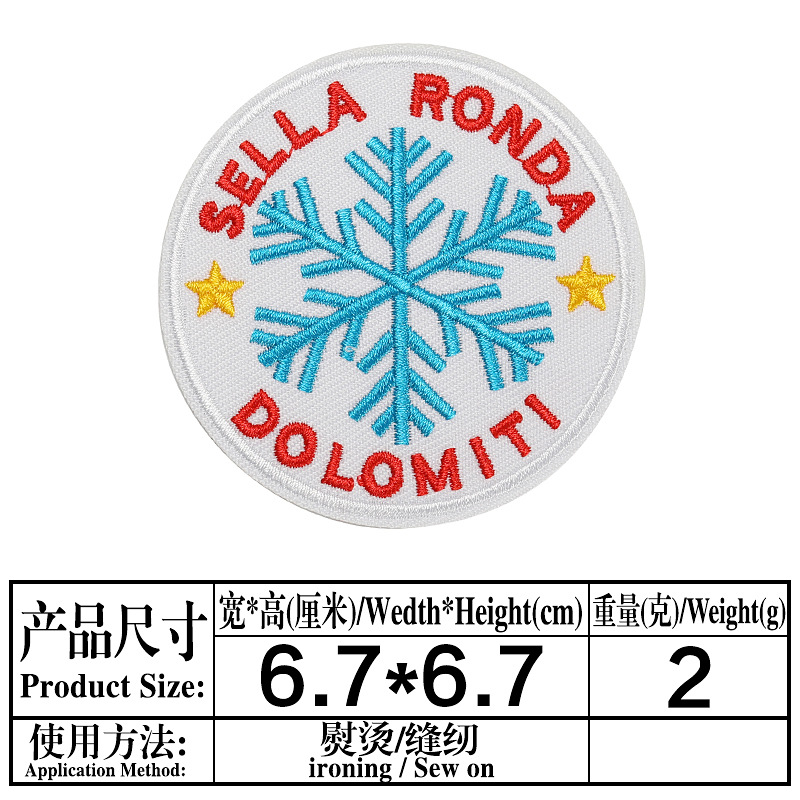 SELLA RONDA
DOLOMITI
产品尺寸
Product Size:
宽*高(厘米)/Wedth*Height(cm)
重量(克)/Weight(g)
6.7*6.7
2
使用方法:
Application Method:
熨烫/缝纫
ironing / Sew on